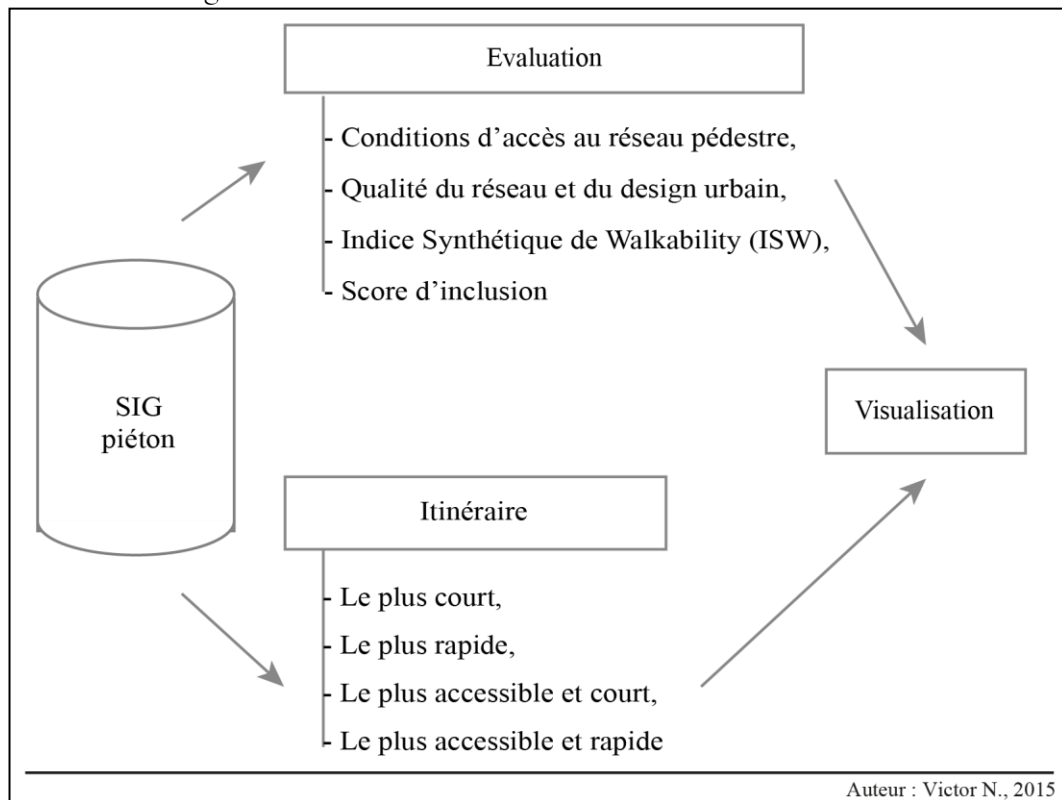 Evaluation
- Conditions d'accès au réseau pédestre,
- Qualité du réseau et du design urbain,
- Indice Synthétique de Walkability (ISW),
- Score d'inclusion
SIG
piéton
Visualisation
Itinéraire
- Le plus court,
- Le plus rapide,
- Le plus accessible et court,
- Le plus accessible et rapide
Auteur : Victor N., 2015